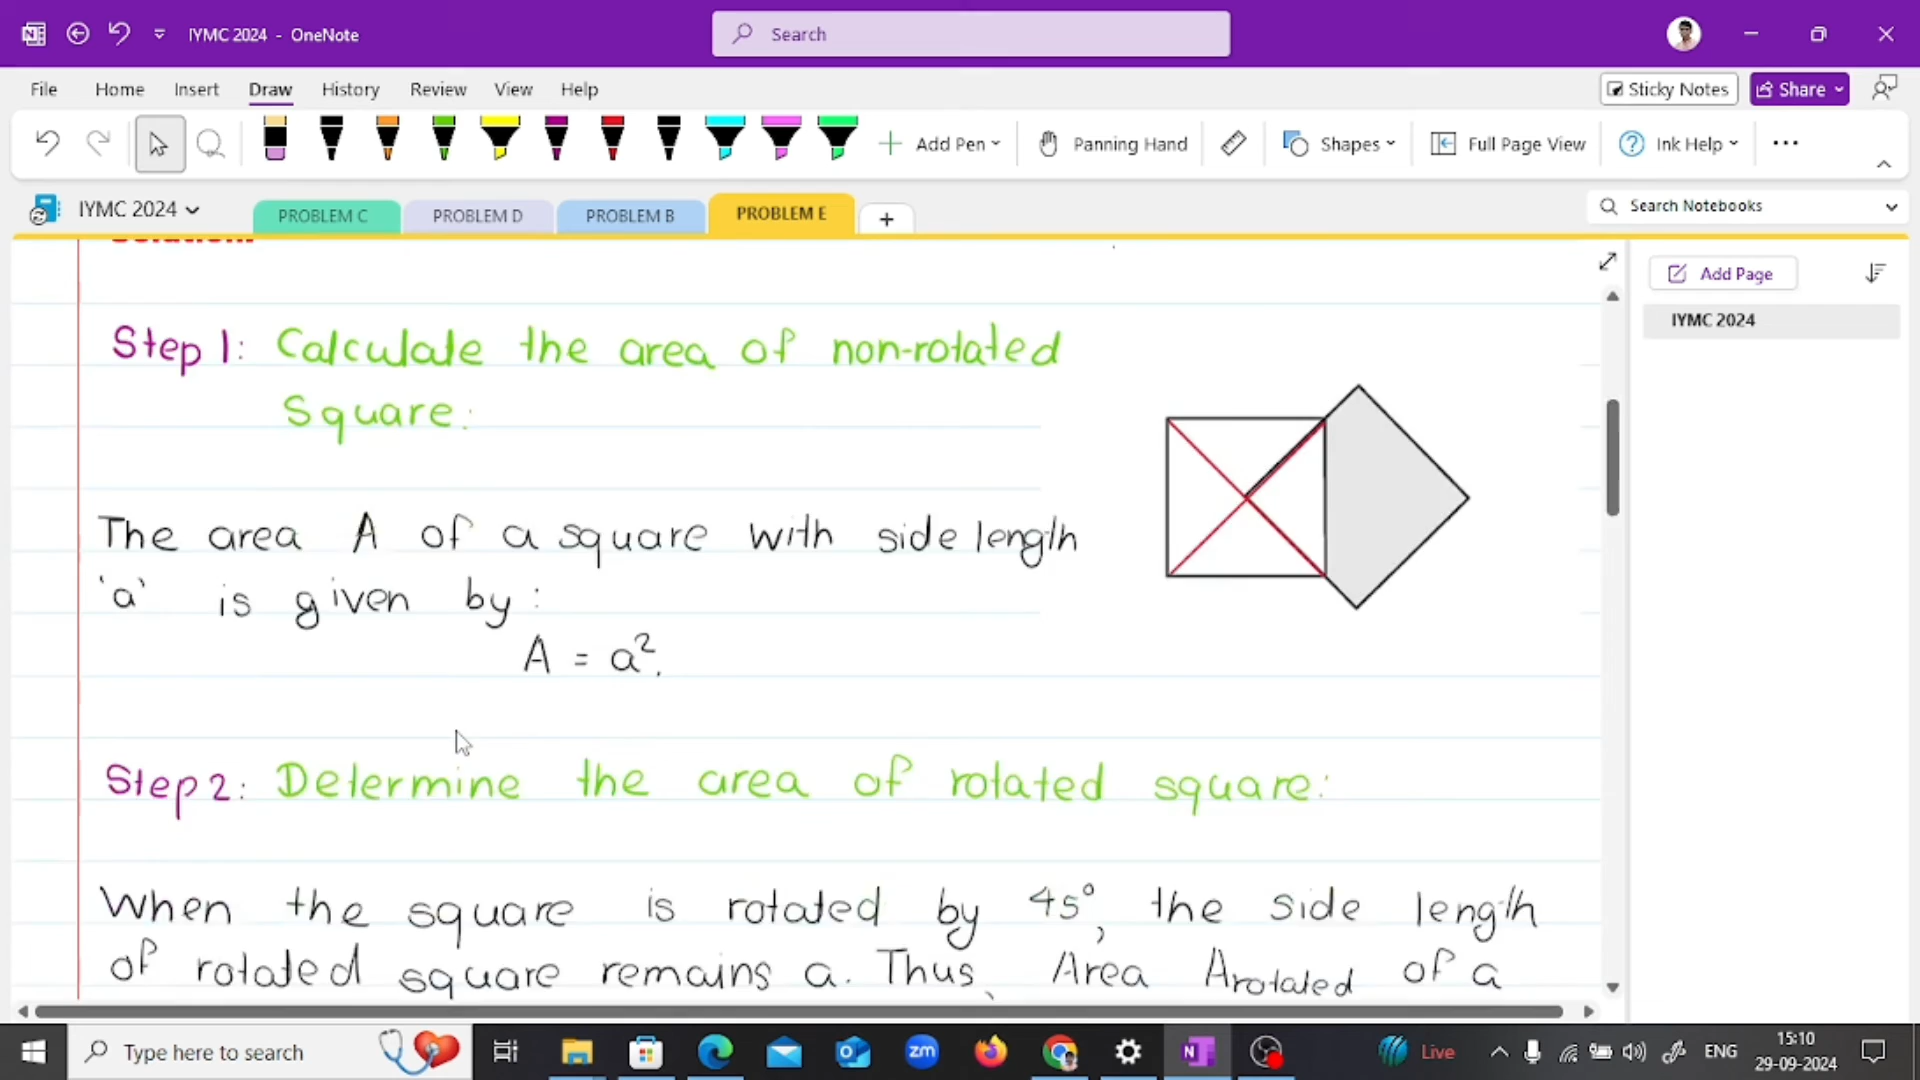 IYMC 2024 - OneNote
Search
File Home Insert Draw History Review View Help
Sticky Notes
Share
Add Pen
Panning Hand
Shapes
Full Page View
Ink Help
IYMC 2024
PROBLEM C
PROBLEM D
PROBLEM B
PROBLEM E
+
Search Notebooks
Add Page
IYMC 2024
Solution:
Step 1: Calculate the area of non-rotated
Square:
The area A of a square with side length
'a' is given by:
A = a².
Step 2: Determine the area of rotated square:
When the square is rotated by 45°, the side length
of rotated square remains a. Thus, Area Arotated of a
Type here to search
zm
N
Live
ENG
15:10
29-09-2024